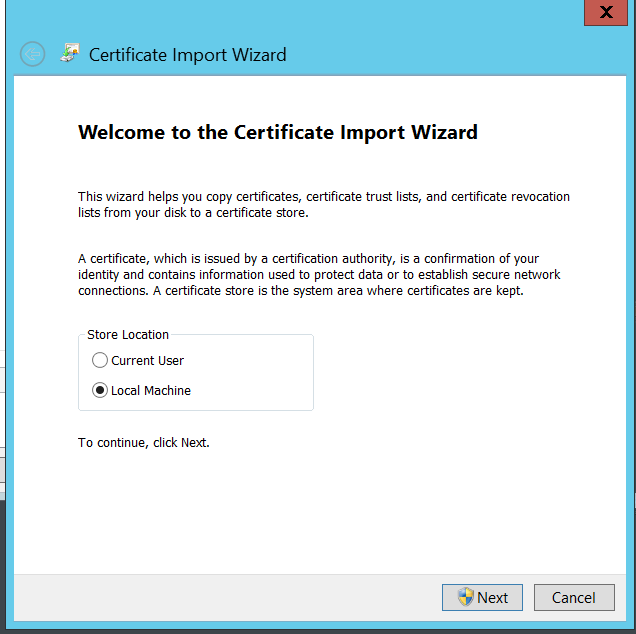 X
Certificate Import Wizard
Welcome to the Certificate Import Wizard
This wizard helps you copy certificates, certificate trust lists, and certificate revocation
lists from your disk to a certificate store.
A certificate, which is issued by a certification authority, is a confirmation of your
identity and contains information used to protect data or to establish secure network
connections. A certificate store is the system area where certificates are kept.
Store Location
Current User
Local Machine
To continue, click Next.
Next
Cancel